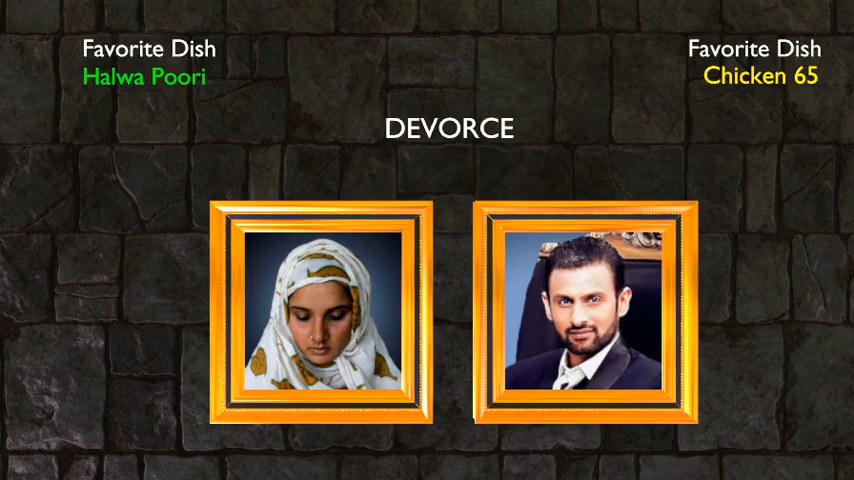 Favorite Dish
Halwa Poori
Favorite Dish
Chicken 65
DEVORCE